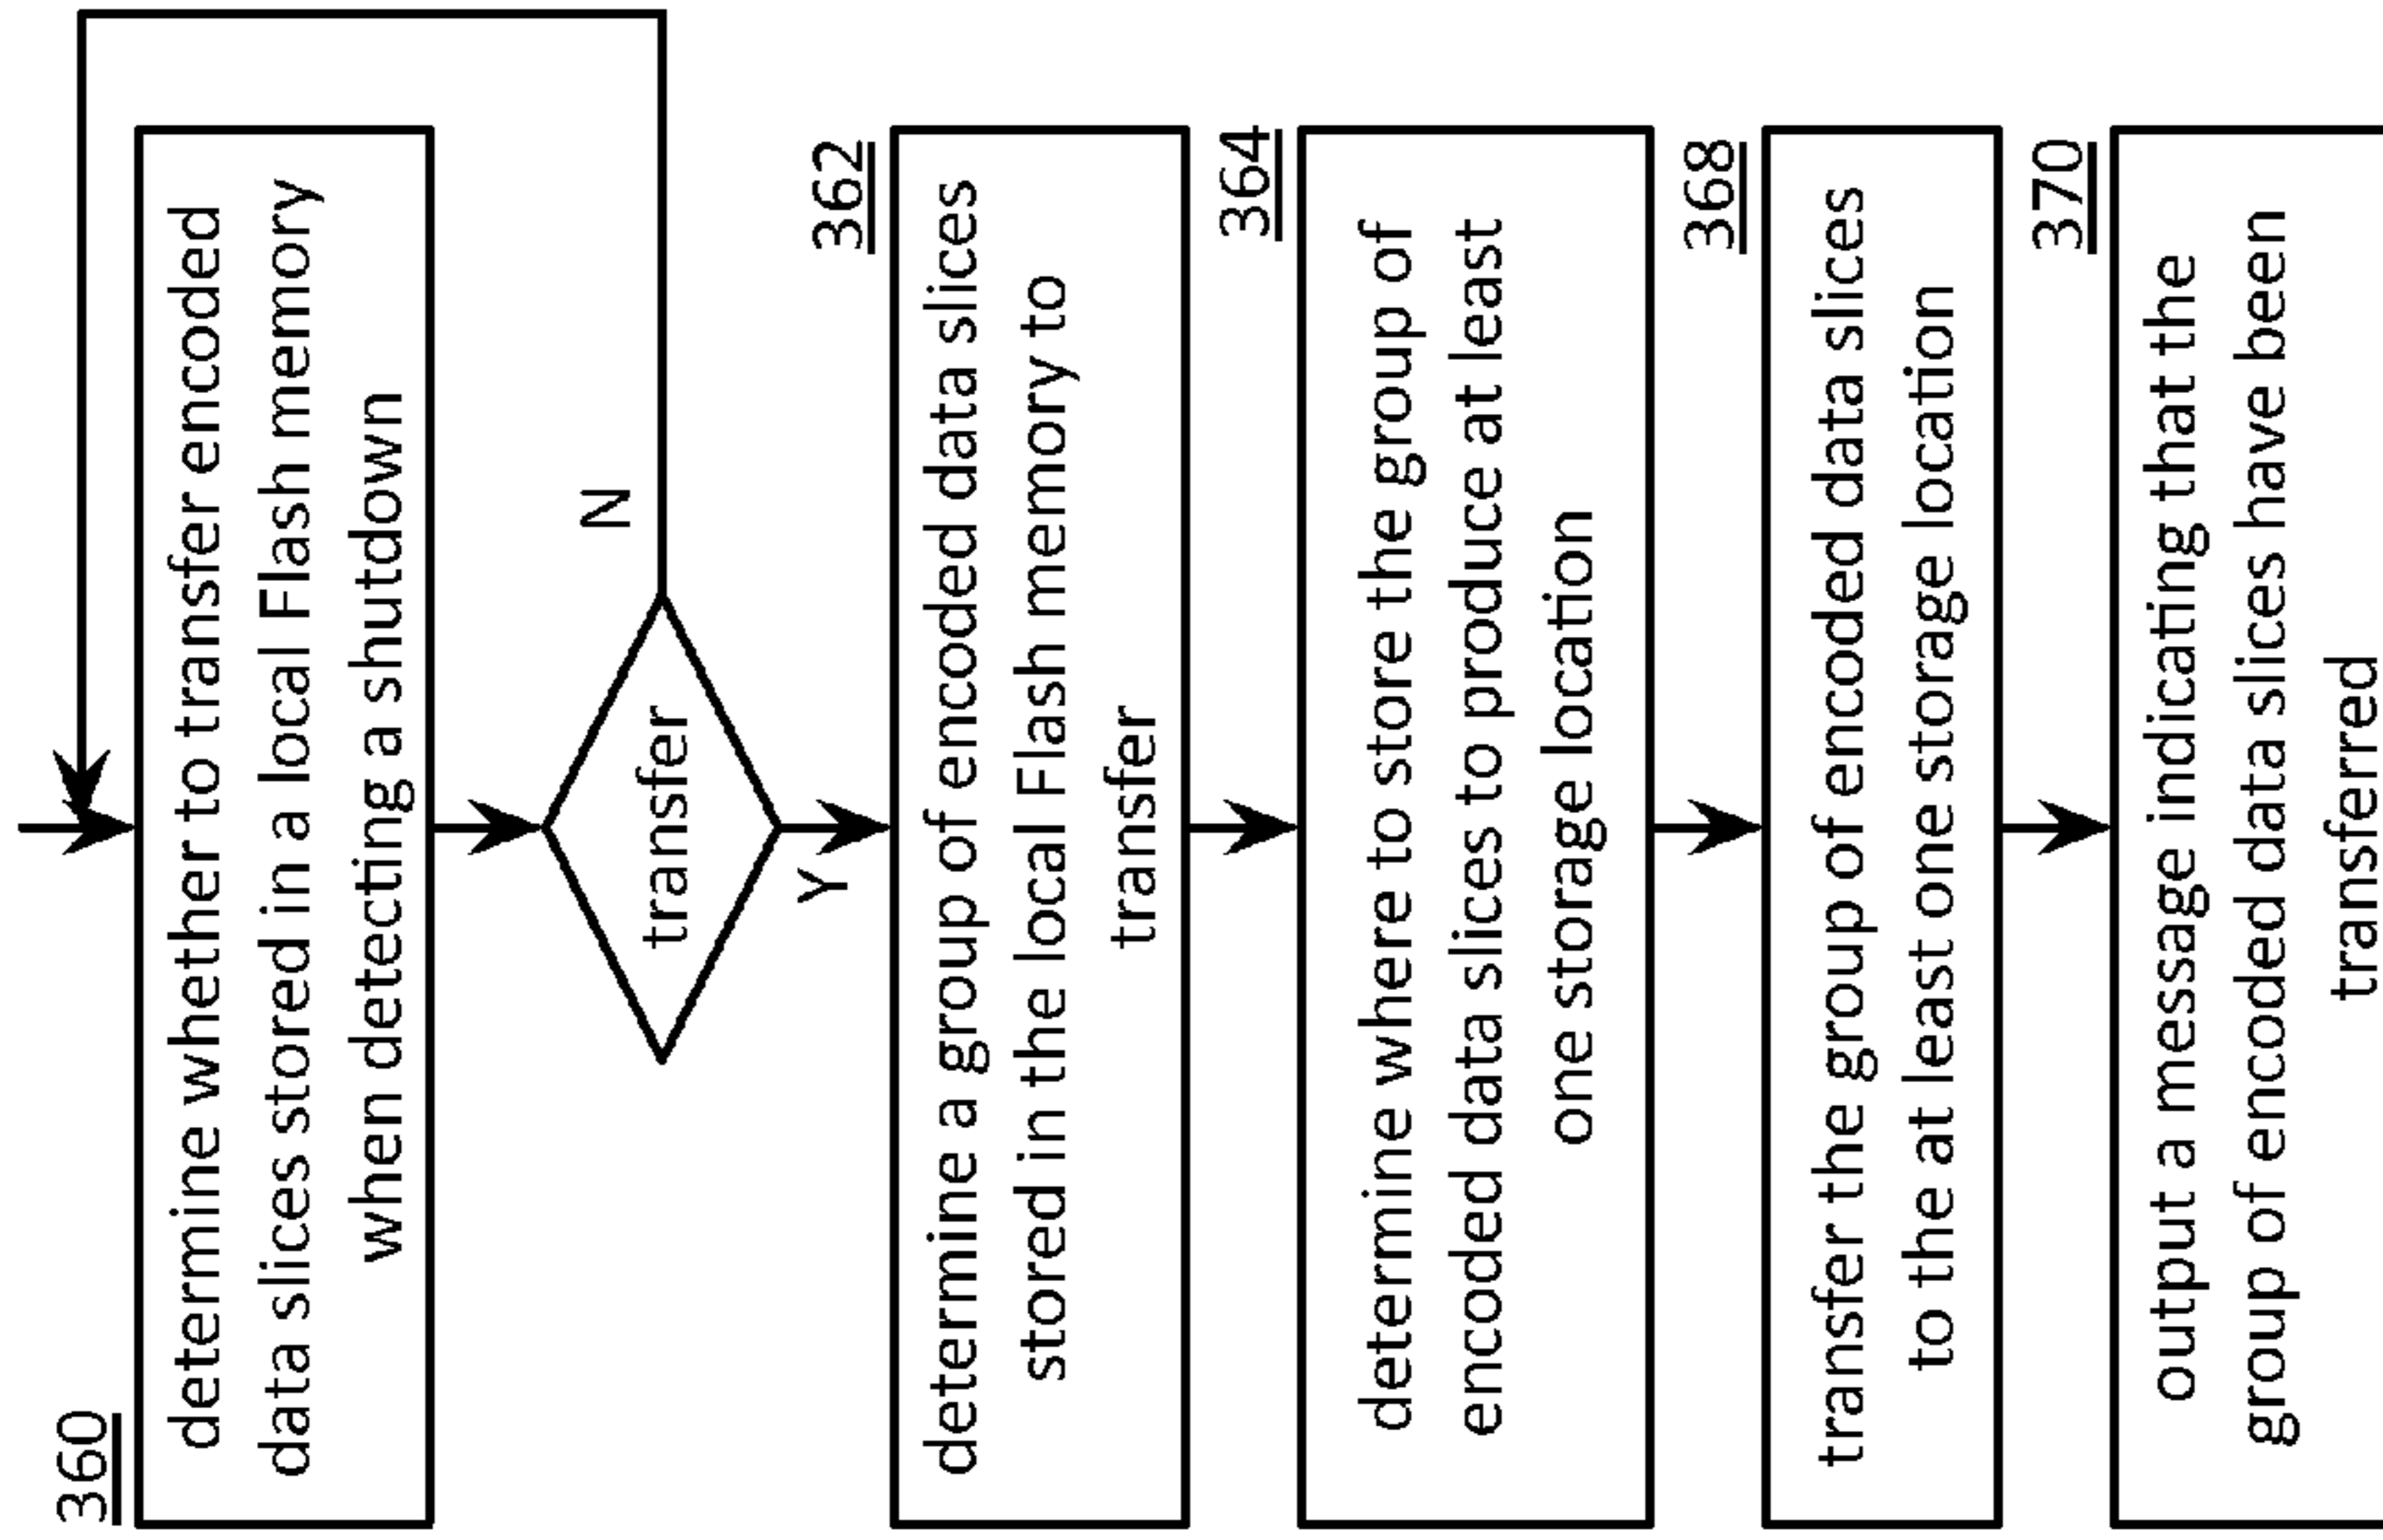 360
determine whether to transfer encoded
data slices stored in a local Flash memory
when detecting a shutdown
transfer
N
Y
362
determine a group of encoded data slices
stored in the local Flash memory to
transfer
364
determine where to store the group of
encoded data slices to produce at least
one storage location
368
transfer the group of encoded data slices
to the at least one storage location
370
output a message indicating that the
group of encoded data slices have been
transferred